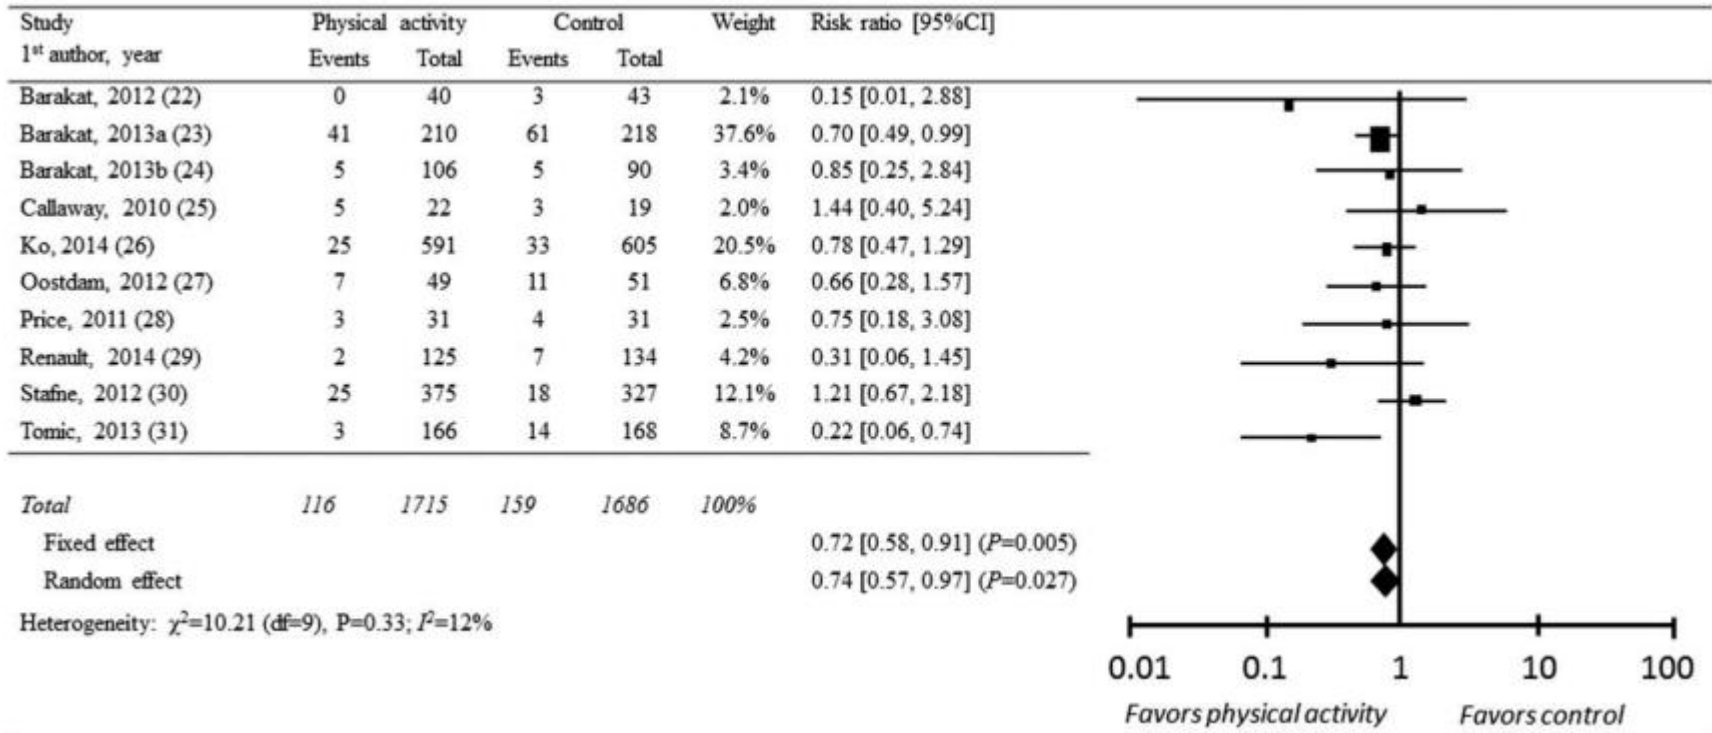 Study Physical activity Control Weight Risk ratio [95%CI]
1st author, year Events Total Events Total
Barakat, 2012 (22) 0 40 3 43 2.1% 0.15 [0.01, 2.88]
Barakat, 2013a (23) 41 210 61 218 37.6% 0.70 [0.49, 0.99]
Barakat, 2013b (24) 5 106 5 90 3.4% 0.85 [0.25, 2.84]
Callaway, 2010 (25) 5 22 3 19 2.0% 1.44 [0.40, 5.24]
Ko, 2014 (26) 25 591 33 605 20.5% 0.78 [0.47, 1.29]
Oostdam, 2012 (27) 7 49 11 51 6.8% 0.66 [0.28, 1.57]
Price, 2011 (28) 3 31 4 31 2.5% 0.75 [0.18, 3.08]
Renault, 2014 (29) 2 125 7 134 4.2% 0.31 [0.06, 1.45]
Stafne, 2012 (30) 25 375 18 327 12.1% 1.21 [0.67, 2.18]
Tomic, 2013 (31) 3 166 14 168 8.7% 0.22 [0.06, 0.74]
Total 116 1715 159 1686 100%
Fixed effect 0.72 [0.58, 0.91] (P=0.005)
Random effect 0.74 [0.57, 0.97] (P=0.027)
Heterogeneity: χ²=10.21 (df=9), P=0.33; I²=12%
0.01 0.1 1 10 100
Favors physical activity Favors control